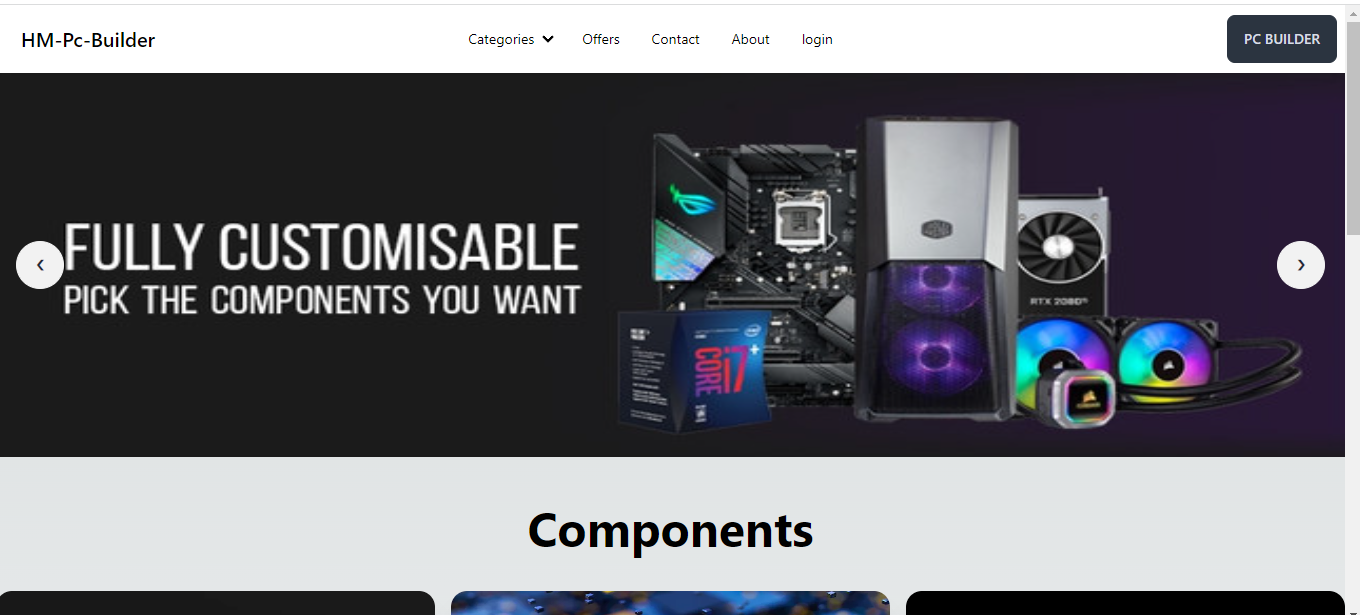 HM-Pc-Builder
Categories
Offers
Contact
About
login
PC BUILDER
FULLY CUSTOMISABLE
PICK THE COMPONENTS YOU WANT
RTX 2080
CORE i7+
Components